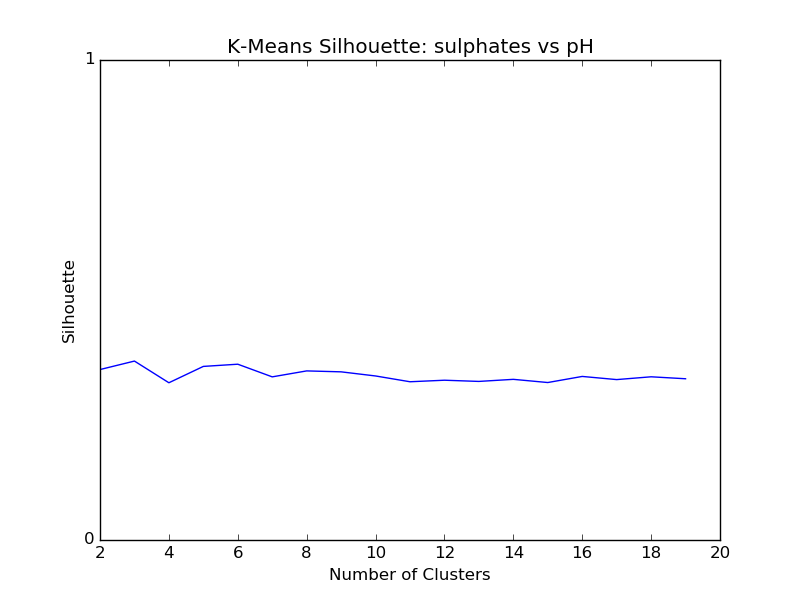 K-Means Silhouette: sulphates vs pH
1
Silhouette
0
2 4 6 8 10 12 14 16 18 20
Number of Clusters